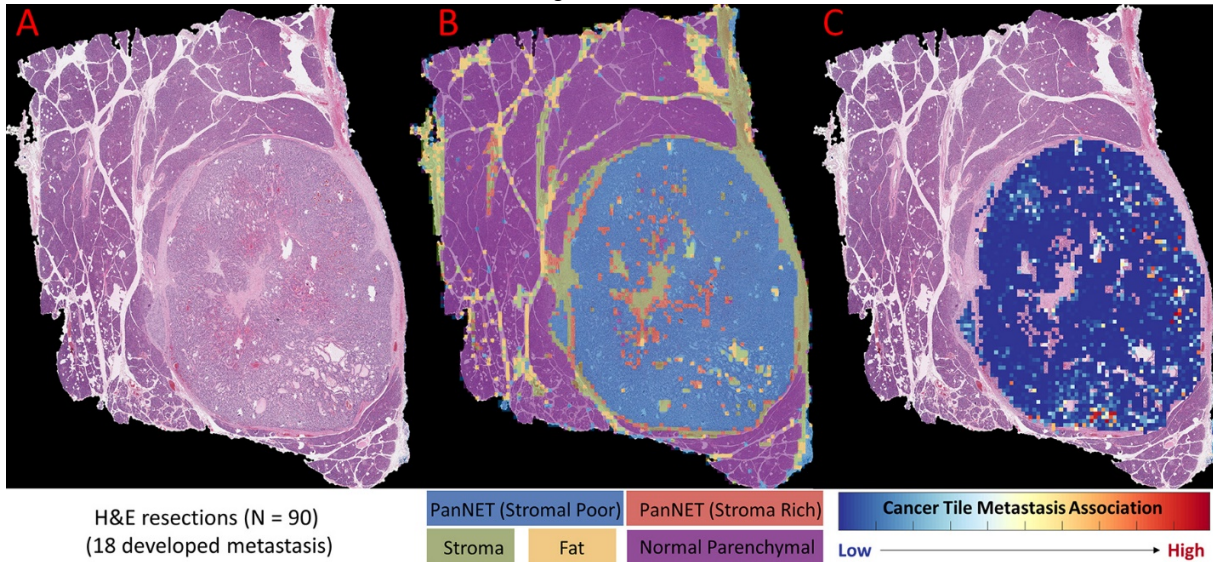 A
B
C
H&E resections (N = 90)
(18 developed metastasis)
PanNET (Stromal Poor)
PanNET (Stroma Rich)
Stroma
Fat
Normal Parenchymal
Cancer Tile Metastasis Association
Low
High